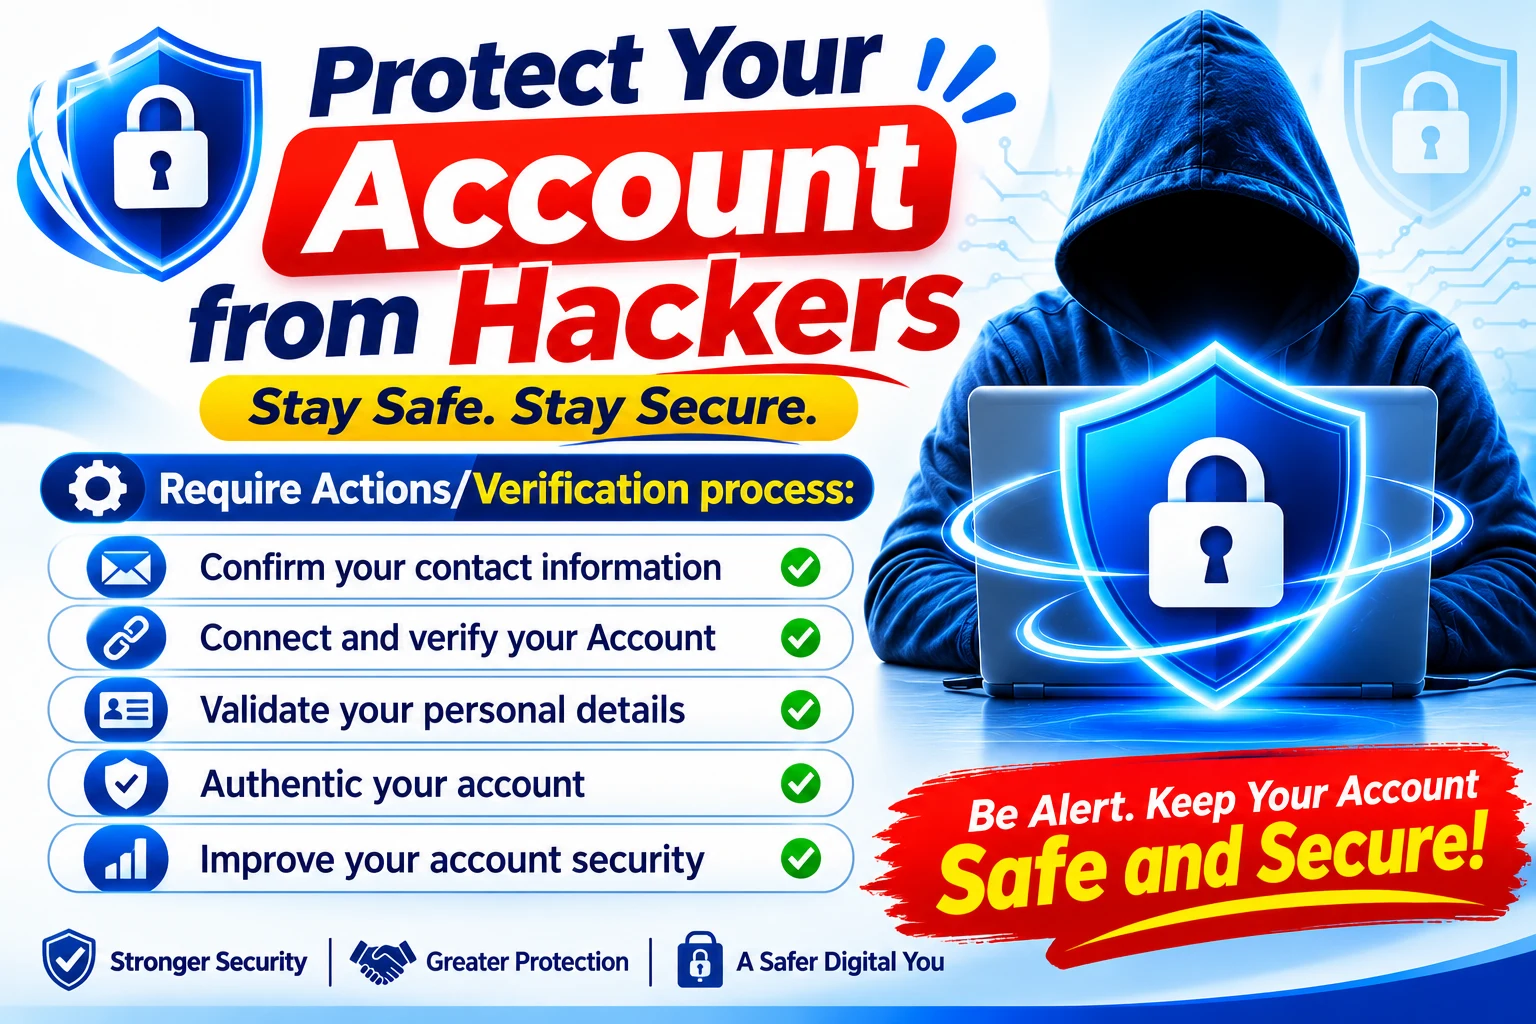 Protect Your
Account
from Hackers
Stay Safe. Stay Secure.
Require Actions/Verification process:
Confirm your contact information
Connect and verify your Account
Validate your personal details
Authentic your account
Improve your account security
Be Alert. Keep Your Account
Safe and Secure!
Stronger Security
Greater Protection
A Safer Digital You